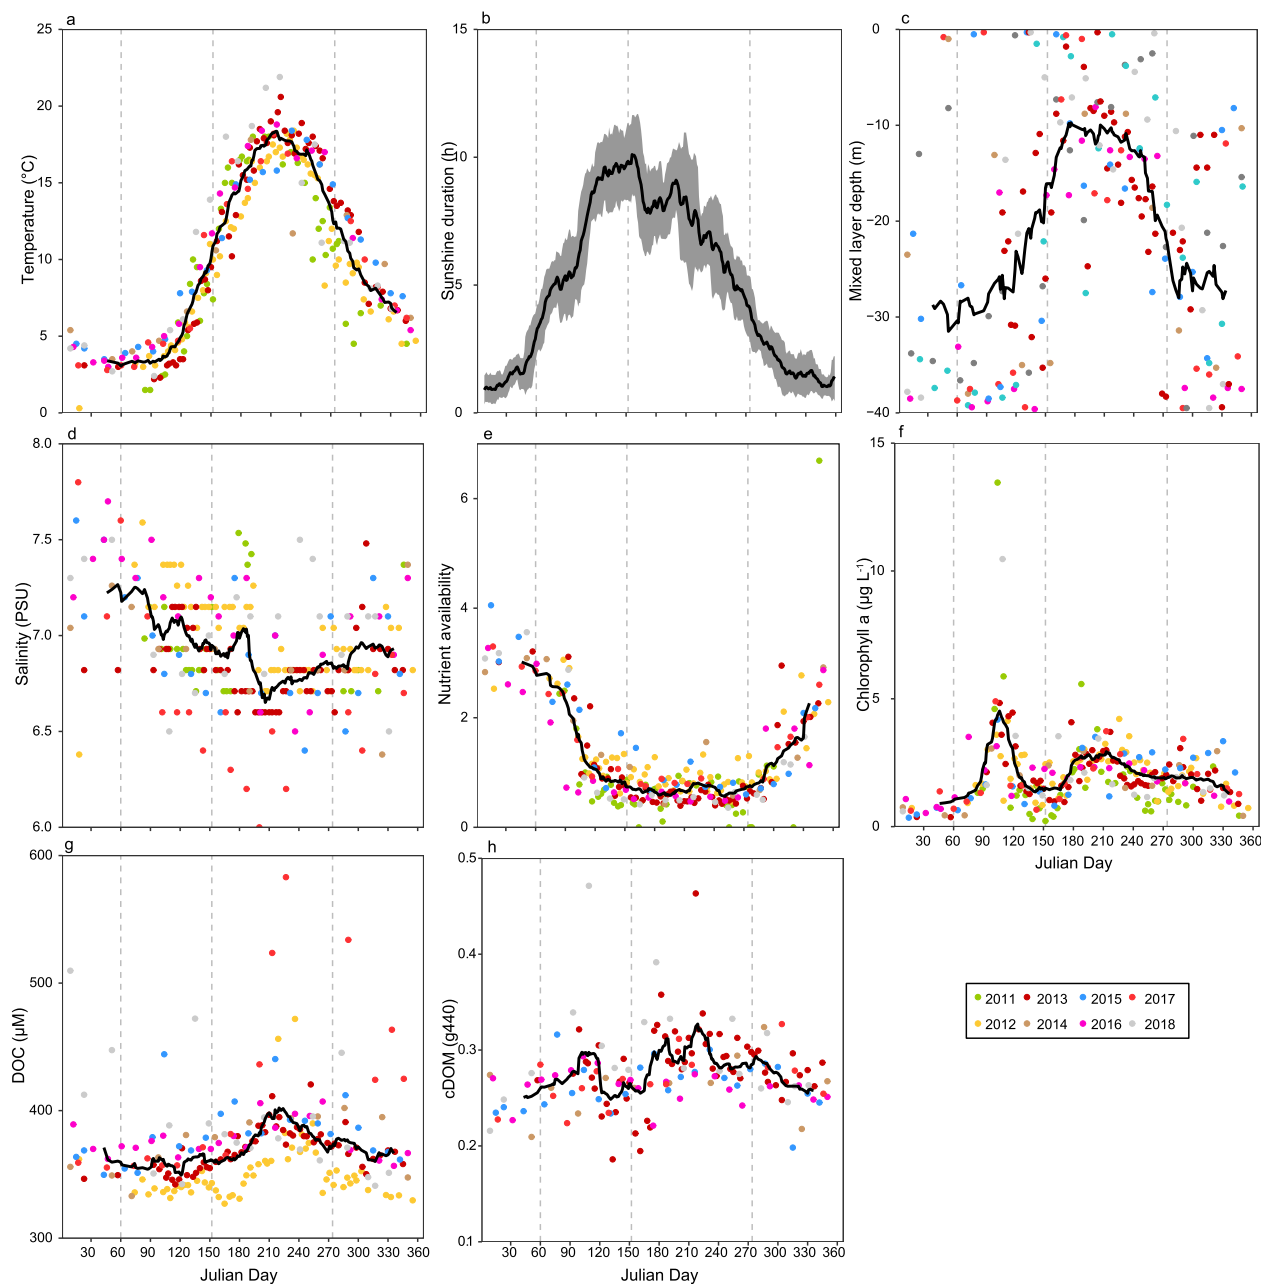 a
25
20
15
10
5
0
Temperature (°C)
b
15
10
5
0
Sunshine duration (h)
c
0
−10
−20
−30
−40
Mixed layer depth (m)
d
8.0
7.5
7.0
6.5
6.0
Salinity (PSU)
e
6
4
2
0
Nutrient availability
f
15
10
5
0
Chlorophyll a (µg L-1)
30 60 90 120 150 180 210 240 270 300 330 360
Julian Day
g
600
500
400
300
DOC (µM)
30 60 90 120 150 180 210 240 270 300 330 360
Julian Day
h
0.5
0.4
0.3
0.2
0.1
cDOM (g440)
30 60 90 120 150 180 210 240 270 300 330 360
Julian Day
2011 2013 2015 2017
2012 2014 2016 2018